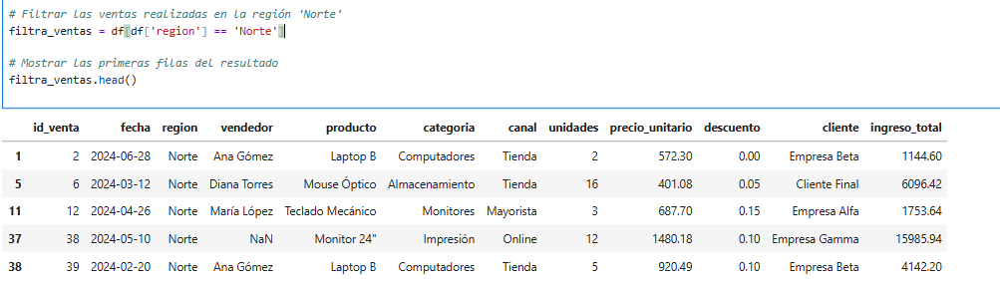 # Filtrar las ventas realizadas en la región 'Norte'
filtra_ventas = df[df['region'] == 'Norte']
# Mostrar las primeras filas del resultado
filtra_ventas.head()
id_venta fecha region vendedor producto categoria canal unidades precio_unitario descuento cliente ingreso_total
1 2 2024-06-28 Norte Ana Gómez Laptop B Computadores Tienda 2 572.30 0.00 Empresa Beta 1144.60
5 6 2024-03-12 Norte Diana Torres Mouse Óptico Almacenamiento Tienda 16 401.08 0.05 Cliente Final 6096.42
11 12 2024-04-26 Norte María López Teclado Mecánico Monitores Mayorista 3 687.70 0.15 Empresa Alfa 1753.64
37 38 2024-05-10 Norte NaN Monitor 24" Impresión Online 12 1480.18 0.10 Empresa Gamma 15985.94
38 39 2024-02-20 Norte Ana Gómez Laptop B Computadores Tienda 5 920.49 0.10 Empresa Beta 4142.20